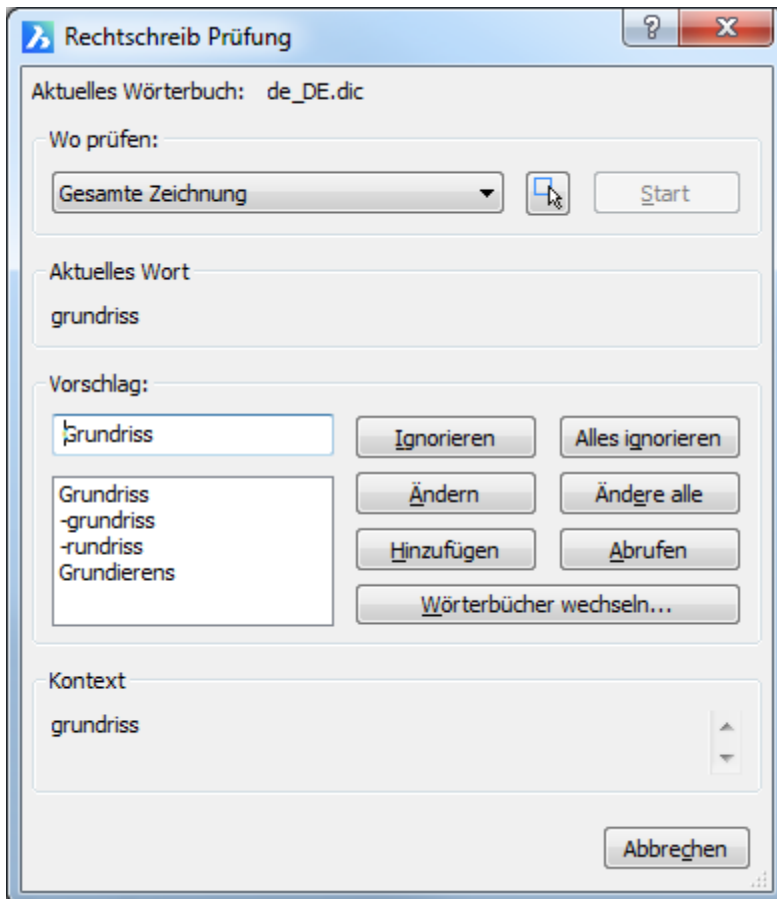 Rechtschreib Prüfung
Aktuelles Wörterbuch: de_DE.dic
Wo prüfen:
Gesamte Zeichnung
Start
Aktuelles Wort
grundriss
Vorschlag:
Grundriss
Ignorieren
Alles ignorieren
Grundriss
-grundriss
-rundriss
Grundierens
Ändern
Ändere alle
Hinzufügen
Abrufen
Wörterbücher wechseln...
Kontext
grundriss
Abbrechen